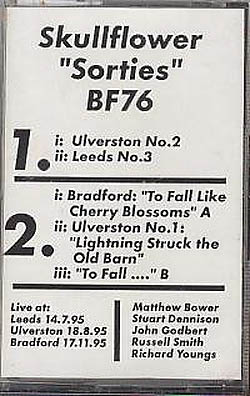 Skullflower
"Sorties"
BF76
1. i: Ulverston No.2
ii: Leeds No.3
2. i: Bradford: "To Fall Like
Cherry Blossoms" A
ii: Ulverston No.1:
"Lightning Struck the
Old Barn"
iii: "To Fall ...." B
Live at:
Leeds 14.7.95
Ulverston 18.8.95
Bradford 17.11.95
Matthew Bower
Stuart Dennison
John Godbert
Russell Smith
Richard Youngs